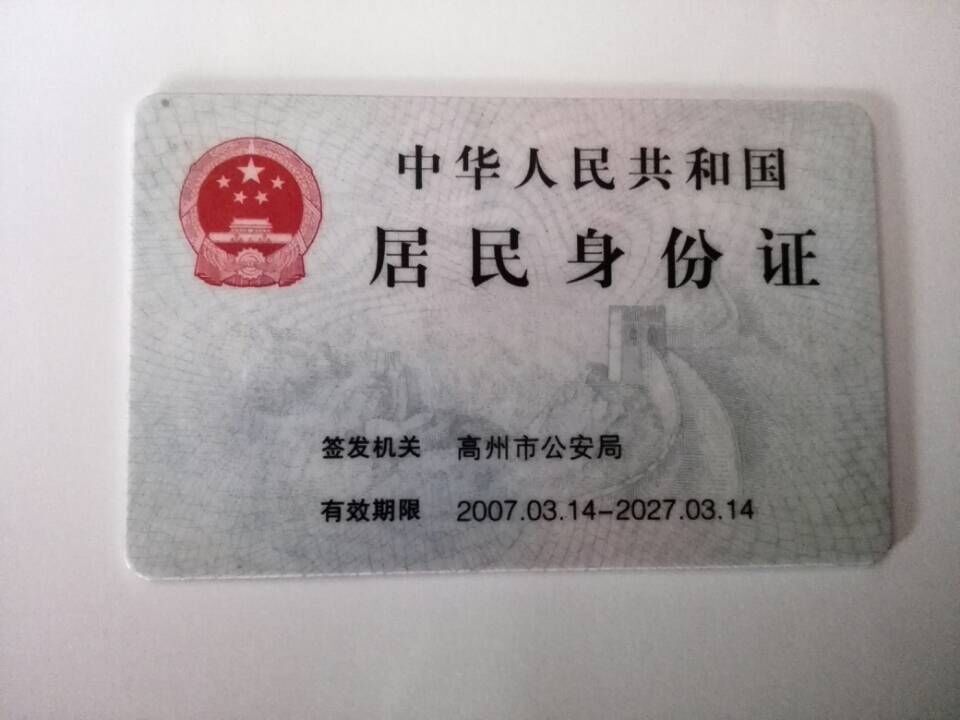 中华人民共和国
居民身份证
签发机关 高州市公安局
有效期限 2007.03.14-2027.03.14